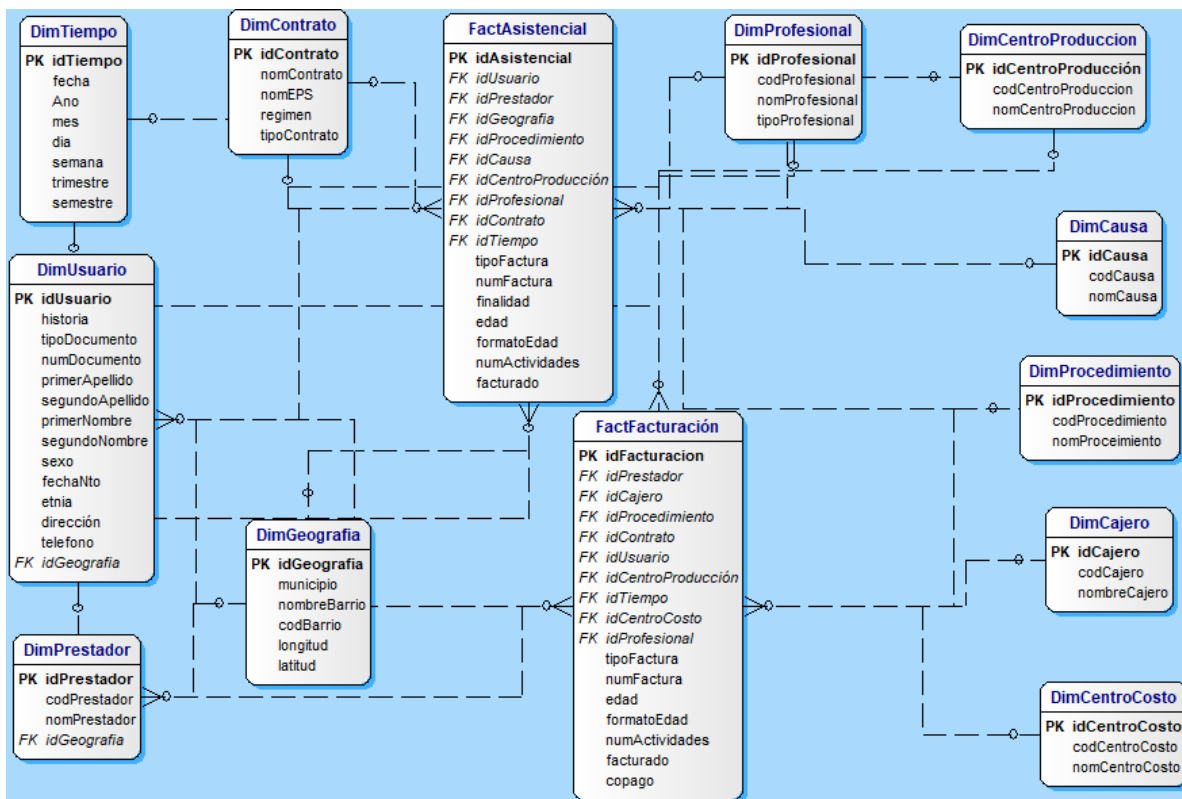 DimTiempo
PK idTiempo
fecha
Ano
mes
dia
semana
trimestre
semestre
DimContrato
PK idContrato
nomContrato
nomEPS
regimen
tipoContrato
FactAsistencial
PK idAsistencial
FK idUsuario
FK idPrestador
FK idGeografia
FK idProcedimiento
FK idCausa
FK idCentroProducción
FK idProfesional
FK idContrato
FK idTiempo
tipoFactura
numFactura
finalidad
edad
formatoEdad
numActividades
facturado
DimProfesional
PK idProfesional
codProfesional
nomProfesional
tipoProfesional
DimCentroProduccion
PK idCentroProducción
codCentroProduccion
nomCentroProduccion
DimCausa
PK idCausa
codCausa
nomCausa
DimUsuario
PK idUsuario
historia
tipoDocumento
numDocumento
primerApellido
segundoApellido
primerNombre
segundoNombre
sexo
fechaNto
etnia
dirección
telefono
FK idGeografia
DimProcedimiento
PK idProcedimiento
codProcedimiento
nomProceimiento
FactFacturación
PK idFacturacion
FK idPrestador
FK idCajero
FK idProcedimiento
FK idContrato
FK idUsuario
FK idCentroProducción
FK idTiempo
FK idCentroCosto
FK idProfesional
tipoFactura
numFactura
edad
formatoEdad
numActividades
facturado
copago
DimGeografia
PK idGeografia
municipio
nombreBarrio
codBarrio
longitud
latitud
DimCajero
PK idCajero
codCajero
nombreCajero
DimPrestador
PK idPrestador
codPrestador
nomPrestador
FK idGeografia
DimCentroCosto
PK idCentroCosto
codCentroCosto
nomCentroCosto